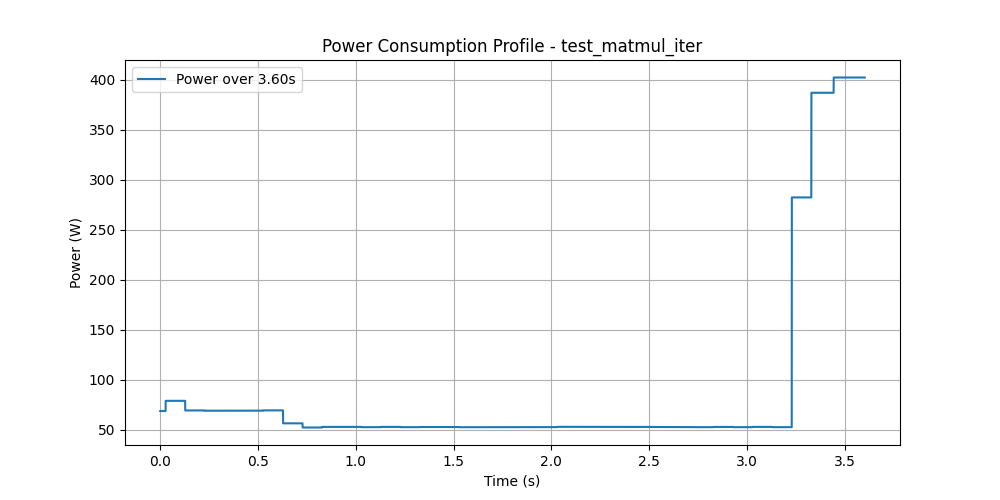 Power Consumption Profile - test_matmul_iter
Power over 3.60s
400
350
300
250
200
150
100
50
Power (W)
0.0 0.5 1.0 1.5 2.0 2.5 3.0 3.5
Time (s)